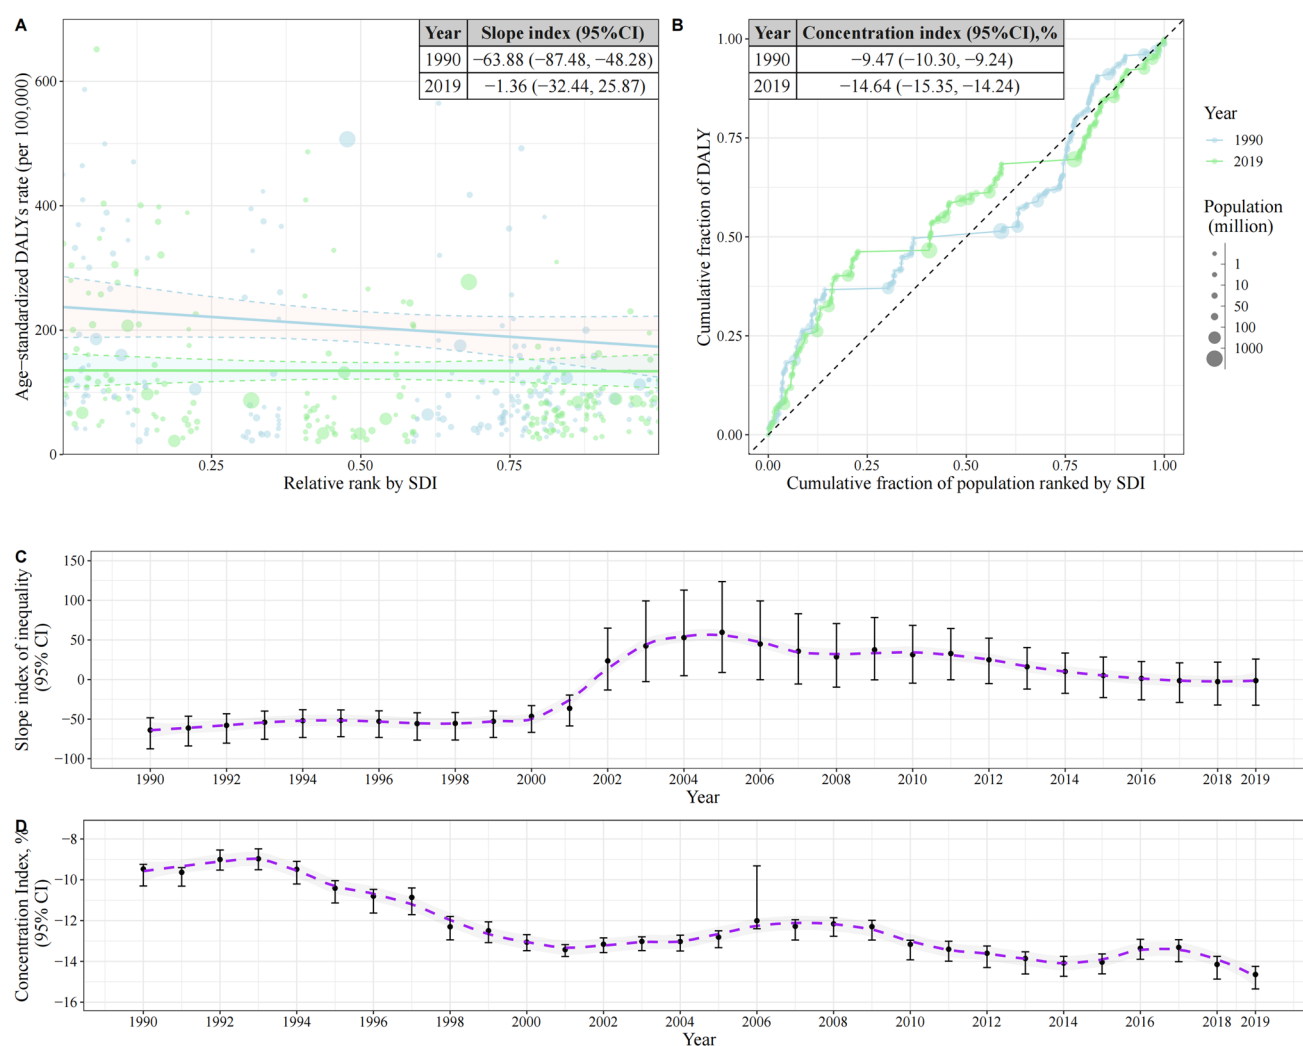 A
Year Slope index (95%CI)
1990 −63.88 (−87.48, −48.28)
2019 −1.36 (−32.44, 25.87)
Age−standardized DALYs rate (per 100,000)
600
400
200
0
0.25 0.50 0.75
Relative rank by SDI
B
Year Concentration index (95%CI),%
1990 −9.47 (−10.30, −9.24)
2019 −14.64 (−15.35, −14.24)
Cumulative fraction of DALY
1.00
0.75
0.50
0.25
0.00
0.00 0.25 0.50 0.75 1.00
Cumulative fraction of population ranked by SDI
Year
1990
2019
Population
(million)
1
10
50
100
1000
C
Slope index of inequality
(95% CI)
150
100
50
0
−50
−100
1990 1992 1994 1996 1998 2000 2002 2004 2006 2008 2010 2012 2014 2016 2018 2019
Year
D
Concentration Index, %
(95% CI)
−8
−10
−12
−14
−16
1990 1992 1994 1996 1998 2000 2002 2004 2006 2008 2010 2012 2014 2016 2018 2019
Year